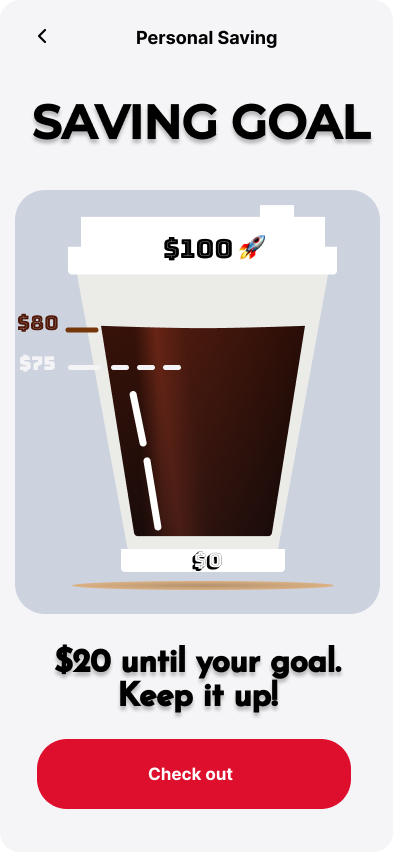 Personal Saving
SAVING GOAL
$100 🚀
$80
$75
$0
$20 until your goal.
Keep it up!
Check out